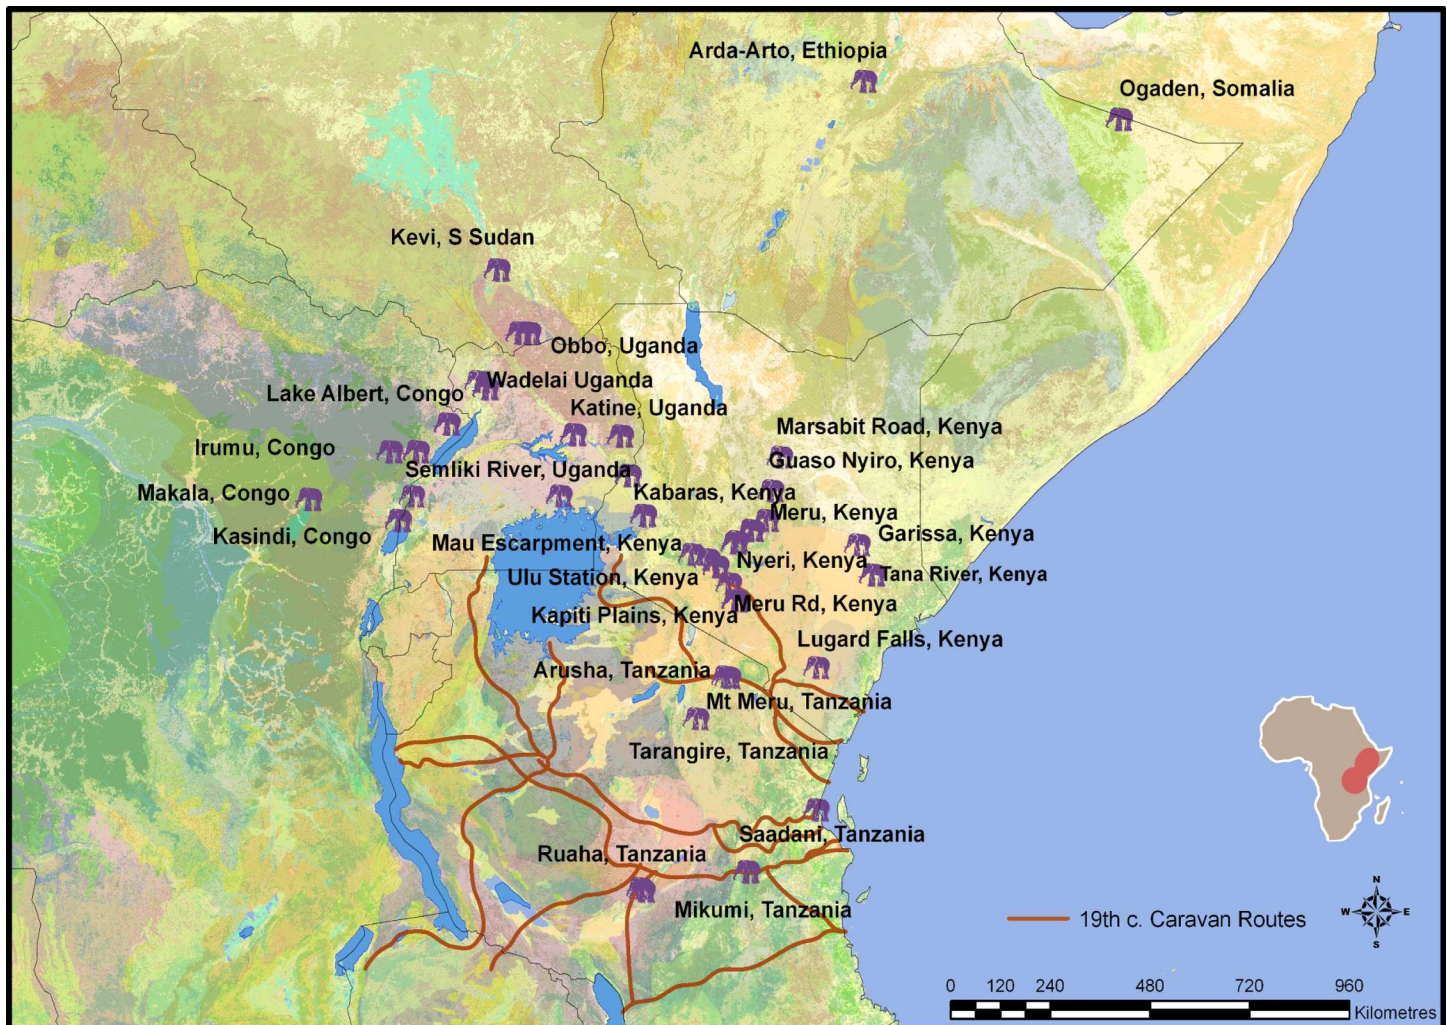 Arda-Arto, Ethiopia
Ogaden, Somalia
Kevi, S Sudan
Obbo, Uganda
Wadelai Uganda
Lake Albert, Congo
Katine, Uganda
Marsabit Road, Kenya
Irumu, Congo
Guaso Nyiro, Kenya
Semliki River, Uganda
Makala, Congo
Kabaras, Kenya
Meru, Kenya
Kasindi, Congo
Garissa, Kenya
Mau Escarpment, Kenya
Nyeri, Kenya
Tana River, Kenya
Ulu Station, Kenya
Meru Rd, Kenya
Kapiti Plains, Kenya
Lugard Falls, Kenya
Arusha, Tanzania
Mt Meru, Tanzania
Tarangire, Tanzania
Saadani, Tanzania
Ruaha, Tanzania
Mikumi, Tanzania
19th c. Caravan Routes
N
W E
S
0 120 240 480 720 960
Kilometres